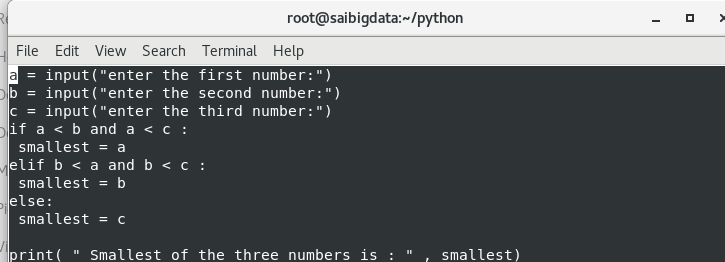 root@saibigdata:~/python
File Edit View Search Terminal Help
a = input("enter the first number:")
b = input("enter the second number:")
c = input("enter the third number:")
if a < b and a < c :
 smallest = a
elif b < a and b < c :
 smallest = b
else:
 smallest = c

print( " Smallest of the three numbers is : " , smallest)